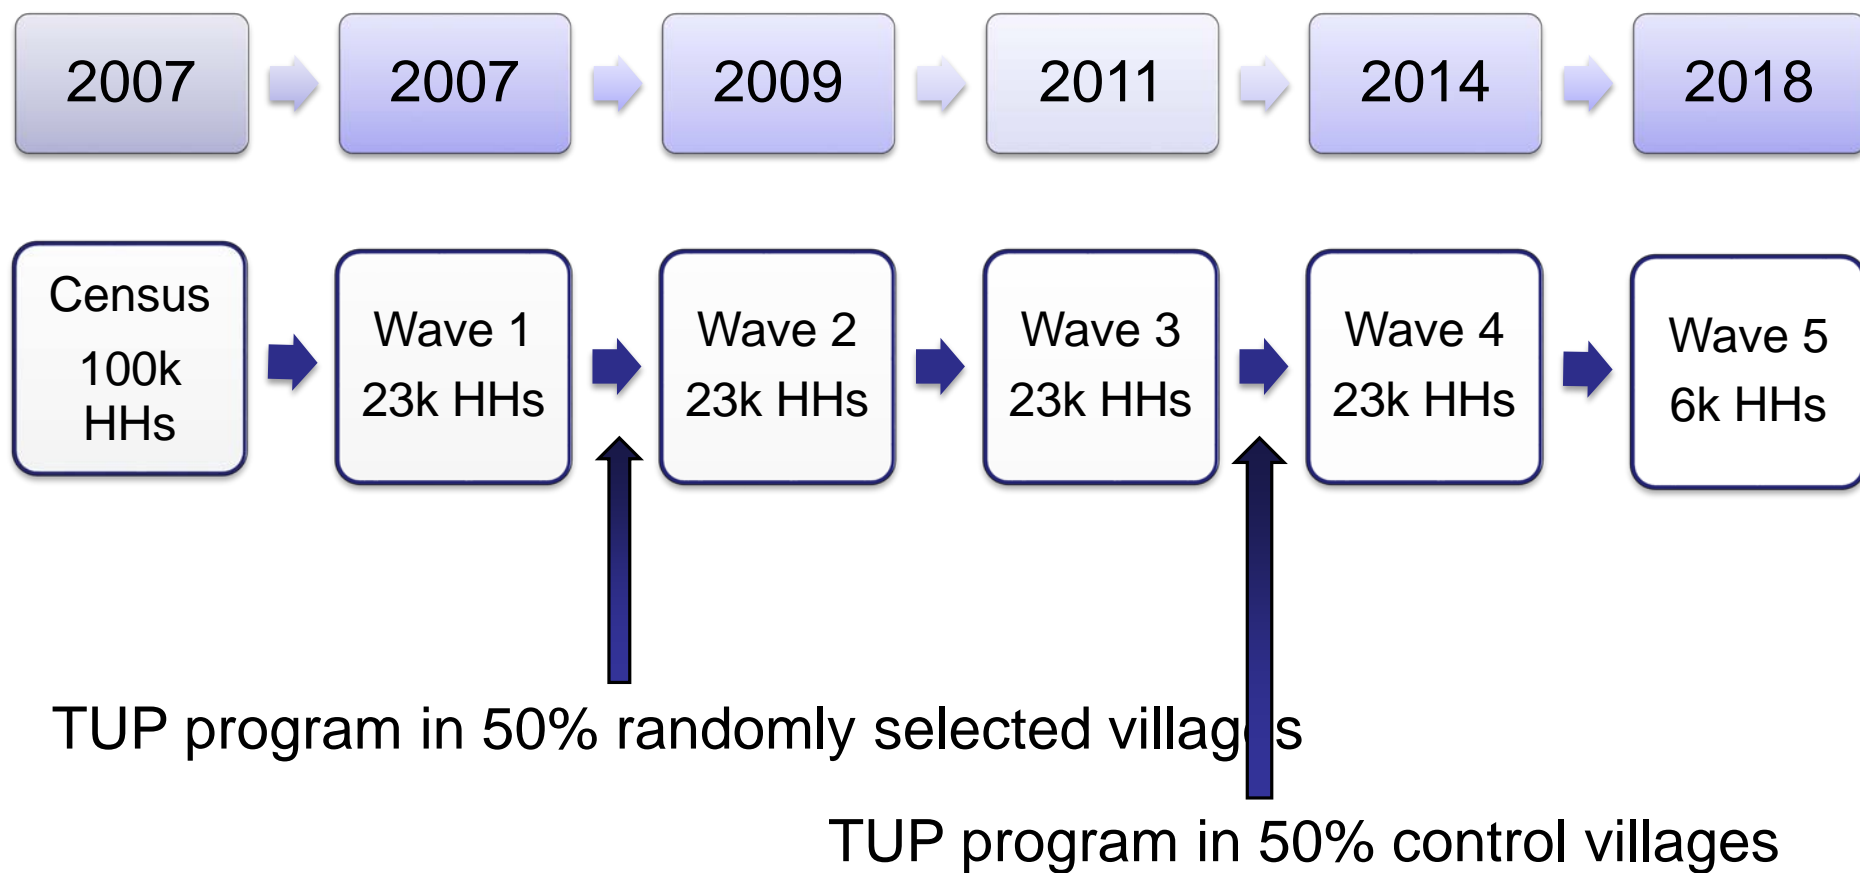 2007
2007
2009
2011
2014
2018
Census
100k
HHs
Wave 1
23k HHs
Wave 2
23k HHs
Wave 3
23k HHs
Wave 4
23k HHs
Wave 5
6k HHs
TUP program in 50% randomly selected villages
TUP program in 50% control villages